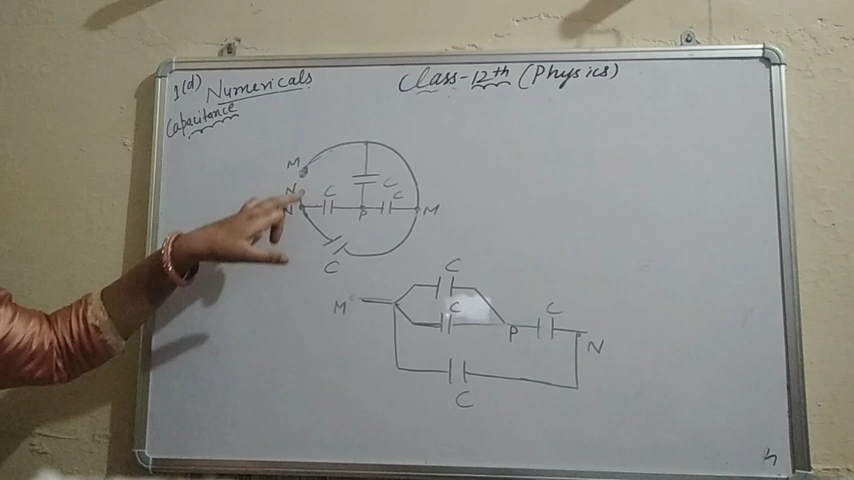 1(d) Numericals
Class-12th (Physics)
Capacitance
M
N
N C P C M
C
C
C
M
C
P C N
C